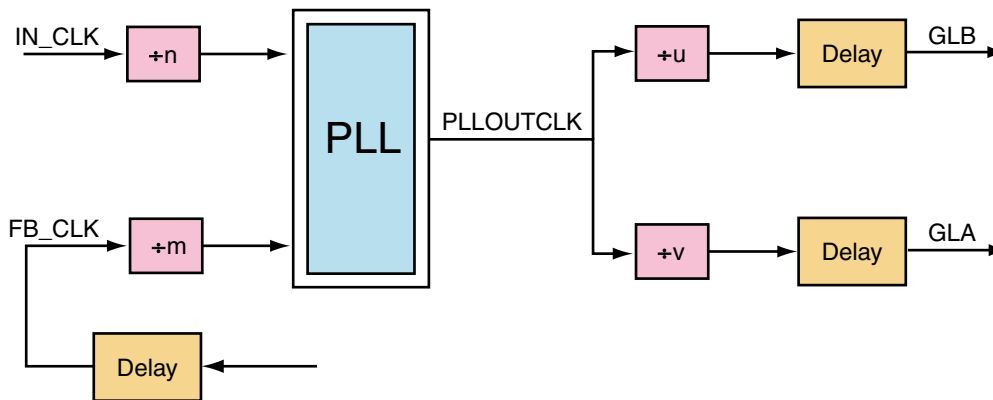 IN_CLK
÷n
PLL
PLLOUTCLK
÷u
Delay
GLB
FB_CLK
÷m
÷v
Delay
GLA
Delay